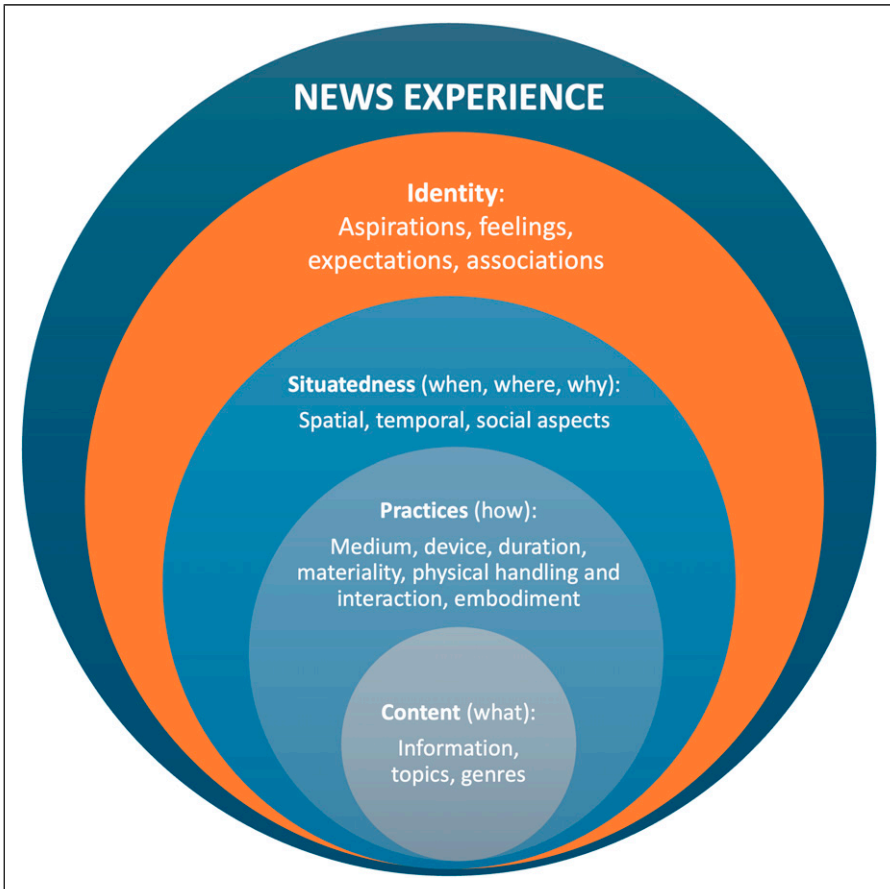 NEWS EXPERIENCE
Identity:
Aspirations, feelings,
expectations, associations
Situatedness (when, where, why):
Spatial, temporal, social aspects
Practices (how):
Medium, device, duration,
materiality, physical handling and
interaction, embodiment
Content (what):
Information,
topics, genres